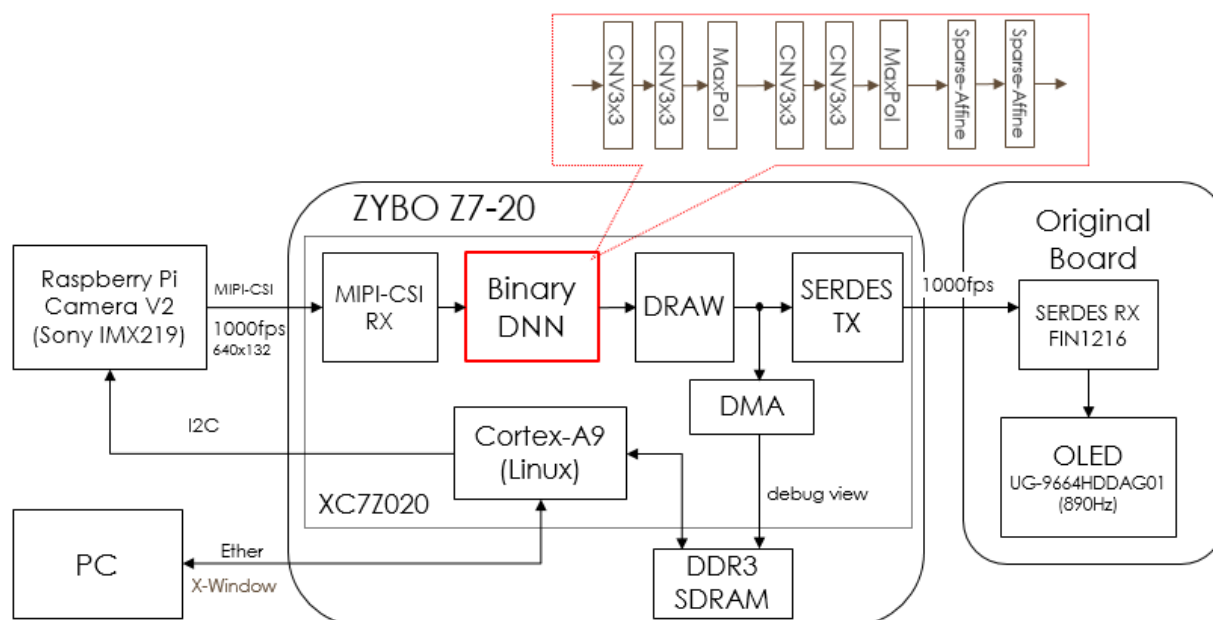 CNV3x3
CNV3x3
MaxPol
CNV3x3
CNV3x3
MaxPol
Sparse-Affine
Sparse-Affine
ZYBO Z7-20
Original
Board
Raspberry Pi
Camera V2
(Sony IMX219)
MIPI-CSI
1000fps
640x132
MIPI-CSI
RX
Binary
DNN
DRAW
SERDES
TX
1000fps
SERDES RX
FIN1216
DMA
I2C
Cortex-A9
(Linux)
OLED
UG-9664HDDAG01
(890Hz)
debug view
XC7Z020
PC
Ether
X-Window
DDR3
SDRAM